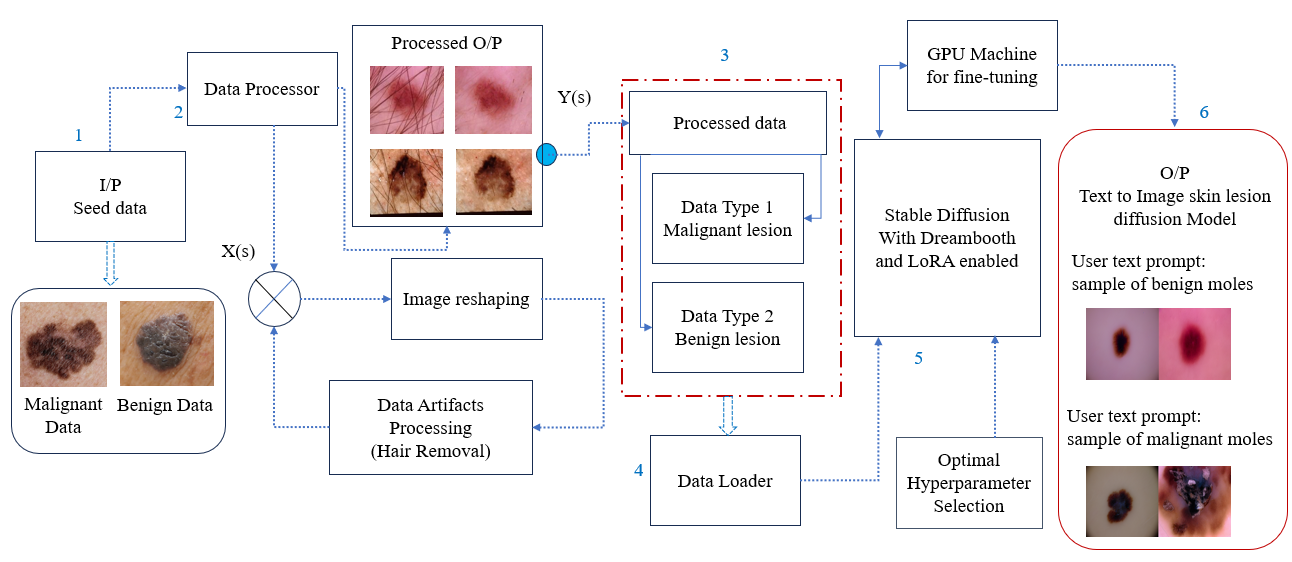 1
I/P
Seed data
Malignant
Data
Benign Data
2
Data Processor
X(s)
Processed O/P
Y(s)
Image reshaping
Data Artifacts
Processing
(Hair Removal)
3
Processed data
Data Type 1
Malignant lesion
Data Type 2
Benign lesion
4
Data Loader
GPU Machine
for fine-tuning
Stable Diffusion
With Dreambooth
and LoRA enabled
5
Optimal
Hyperparameter
Selection
6
O/P
Text to Image skin lesion
diffusion Model
User text prompt:
sample of benign moles
User text prompt:
sample of malignant moles